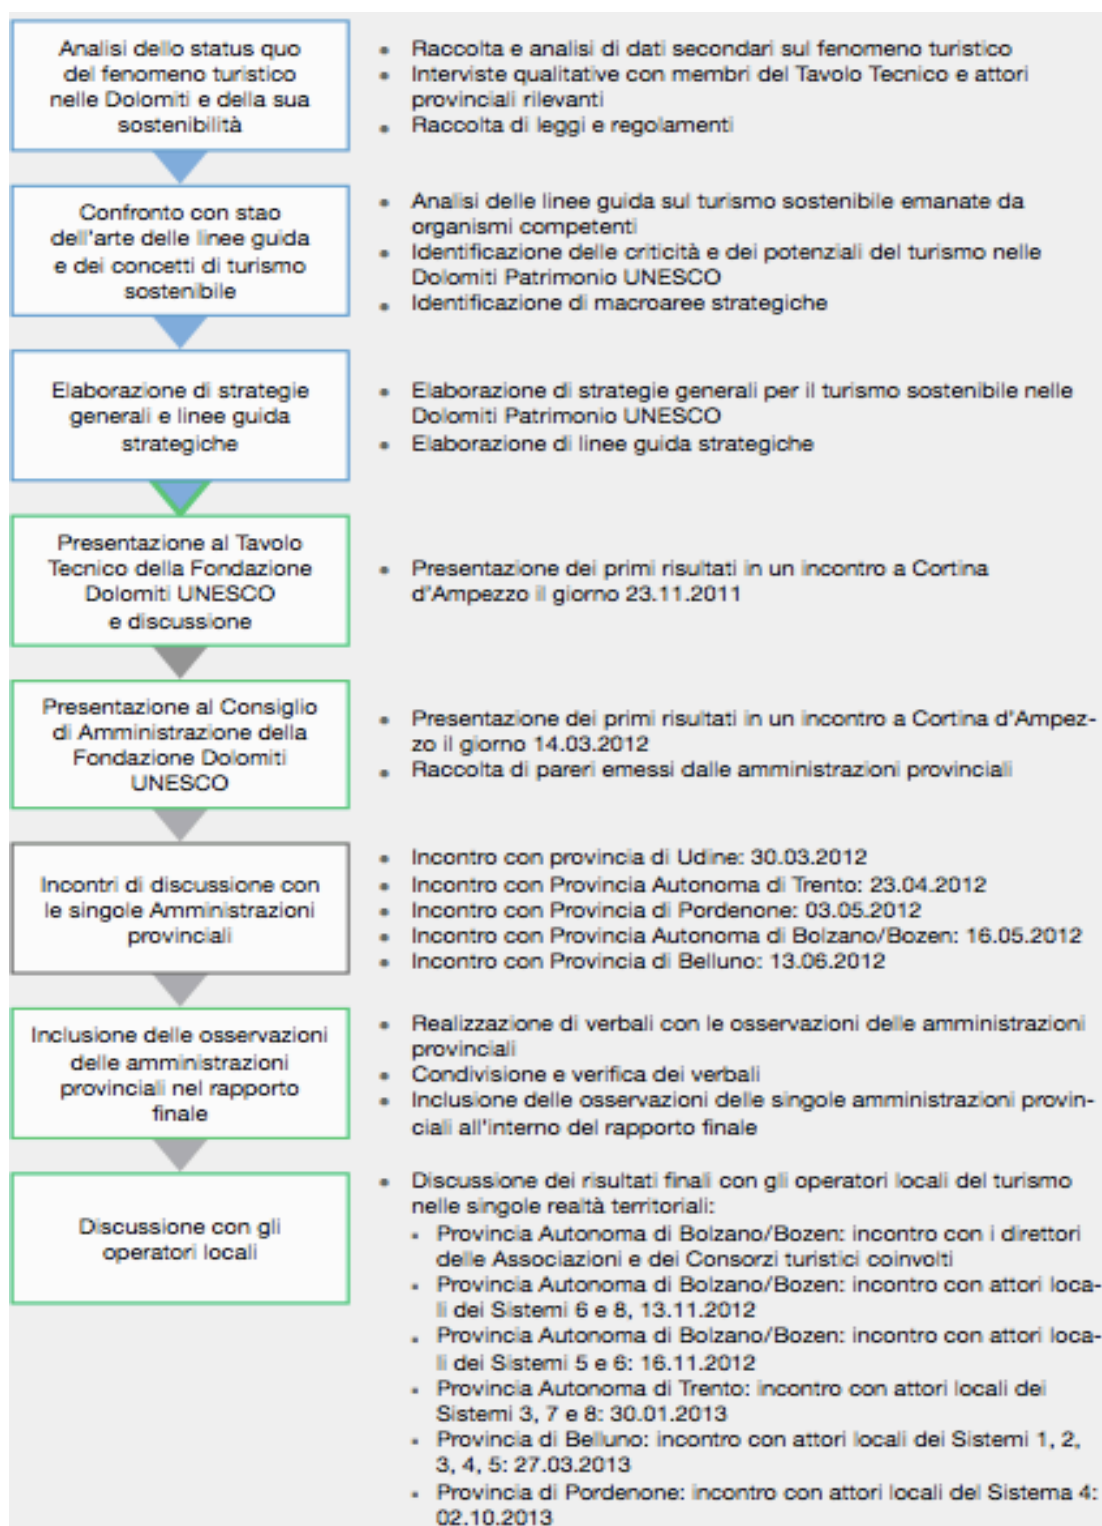 Analisi dello status quo
del fenomeno turistico
nelle Dolomiti e della sua
sostenibilità
• Raccolta e analisi di dati secondari sul fenomeno turistico
• Interviste qualitative con membri del Tavolo Tecnico e attori
provinciali rilevanti
• Raccolta di leggi e regolamenti
Confronto con stao
dell'arte delle linee guida
e dei concetti di turismo
sostenibile
• Analisi delle linee guida sul turismo sostenibile emanate da
organismi competenti
• Identificazione delle criticità e dei potenziali del turismo nelle
Dolomiti Patrimonio UNESCO
• Identificazione di macroaree strategiche
Elaborazione di strategie
generali e linee guida
strategiche
• Elaborazione di strategie generali per il turismo sostenibile nelle
Dolomiti Patrimonio UNESCO
• Elaborazione di linee guida strategiche
Presentazione al Tavolo
Tecnico della Fondazione
Dolomiti UNESCO
e discussione
• Presentazione dei primi risultati in un incontro a Cortina
d'Ampezzo il giorno 23.11.2011
Presentazione al Consiglio
di Amministrazione della
Fondazione Dolomiti
UNESCO
• Presentazione dei primi risultati in un incontro a Cortina d'Ampez-
zo il giorno 14.03.2012
• Raccolta di pareri emessi dalle amministrazioni provinciali
Incontri di discussione con
le singole Amministrazioni
provinciali
• Incontro con provincia di Udine: 30.03.2012
• Incontro con Provincia Autonoma di Trento: 23.04.2012
• Incontro con Provincia di Pordenone: 03.05.2012
• Incontro con Provincia Autonoma di Bolzano/Bozen: 16.05.2012
• Incontro con Provincia di Belluno: 13.06.2012
Inclusione delle osservazioni
delle amministrazioni
provinciali nel rapporto
finale
• Realizzazione di verbali con le osservazioni delle amministrazioni
provinciali
• Condivisione e verifica dei verbali
• Inclusione delle osservazioni delle singole amministrazioni provin-
ciali all'interno del rapporto finale
Discussione con gli
operatori locali
• Discussione dei risultati finali con gli operatori locali del turismo
nelle singole realtà territoriali:
• Provincia Autonoma di Bolzano/Bozen: incontro con i direttori
delle Associazioni e dei Consorzi turistici coinvolti
• Provincia Autonoma di Bolzano/Bozen: incontro con attori loca-
li dei Sistemi 6 e 8, 13.11.2012
• Provincia Autonoma di Bolzano/Bozen: incontro con attori loca-
li dei Sistemi 5 e 6: 16.11.2012
• Provincia Autonoma di Trento: incontro con attori locali dei
Sistemi 3, 7 e 8: 30.01.2013
• Provincia di Belluno: incontro con attori locali dei Sistemi 1, 2,
3, 4, 5: 27.03.2013
• Provincia di Pordenone: incontro con attori locali del Sistema 4:
02.10.2013